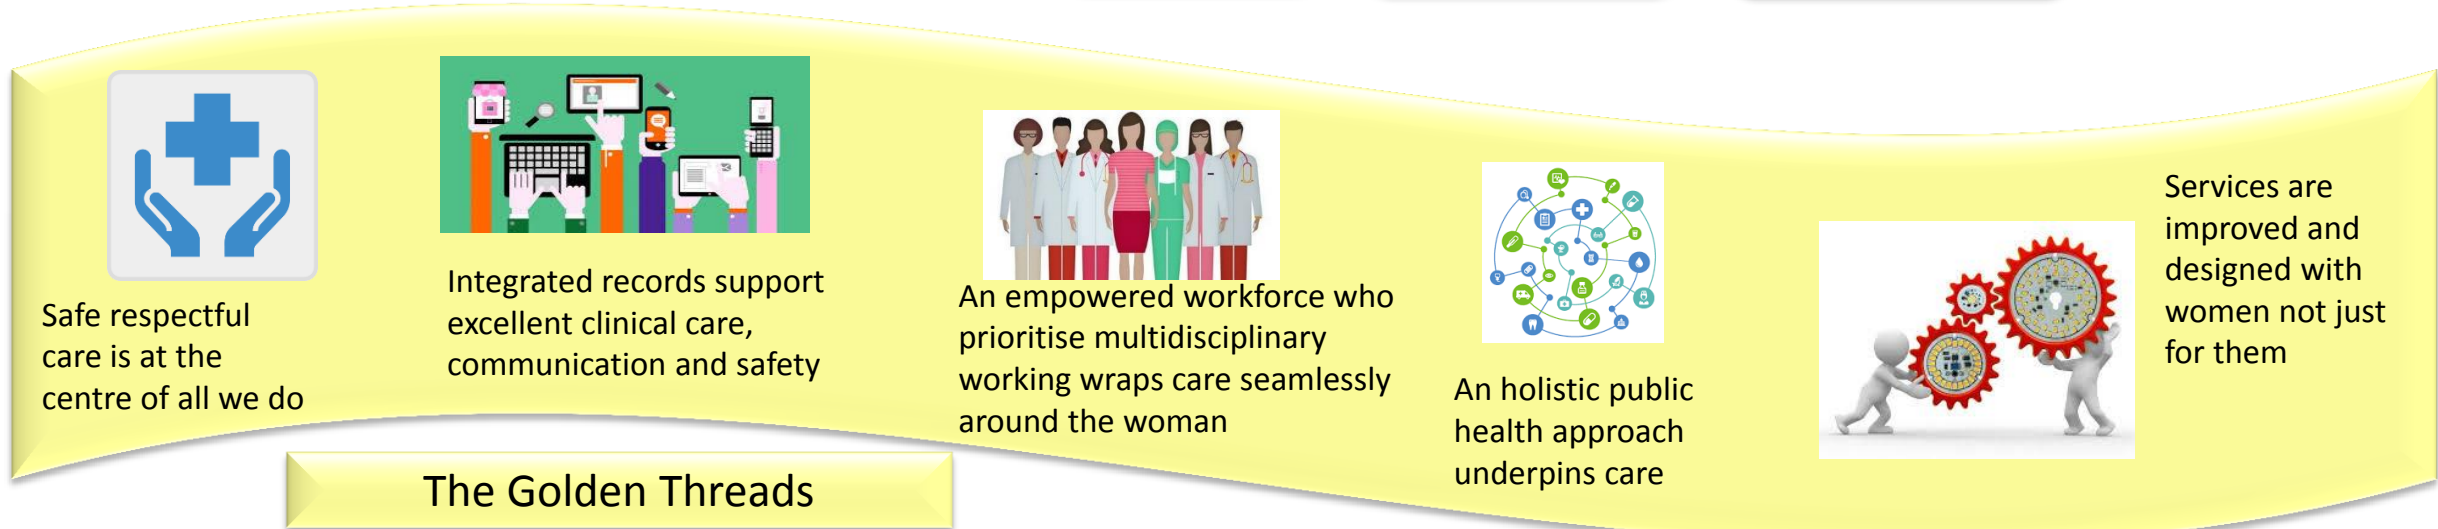 Safe respectful
care is at the
centre of all we do
Integrated records support
excellent clinical care,
communication and safety
An empowered workforce who
prioritise multidisciplinary
working wraps care seamlessly
around the woman
An holistic public
health approach
underpins care
Services are
improved and
designed with
women not just
for them
The Golden Threads